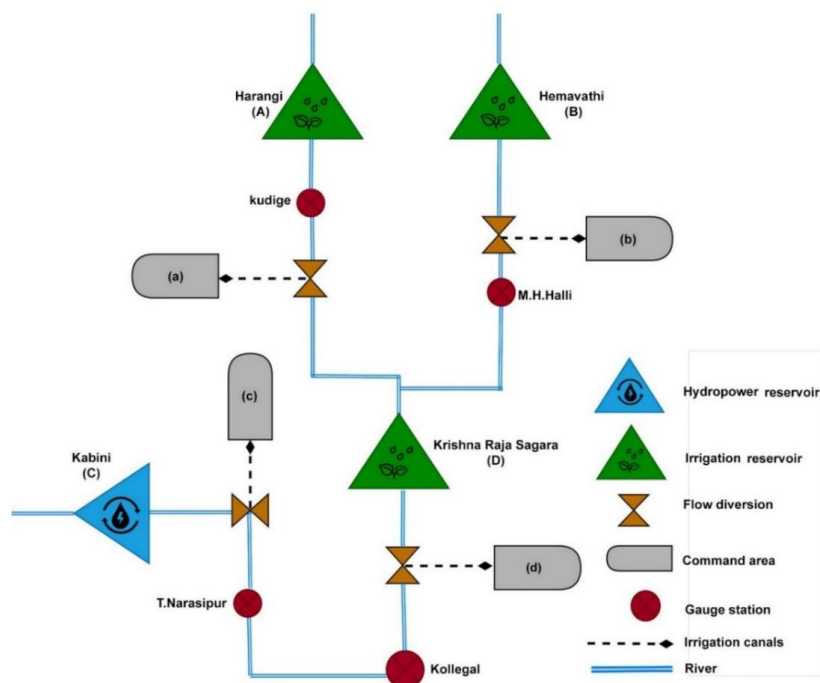 Harangi
(A)
Hemavathi
(B)
kudige
(a)
(b)
M.H.Halli
(c)
Kabini
(C)
Krishna Raja Sagara
(D)
(d)
T.Narasipur
Kollegal
Hydropower reservoir
Irrigation reservoir
Flow diversion
Command area
Gauge station
Irrigation canals
River